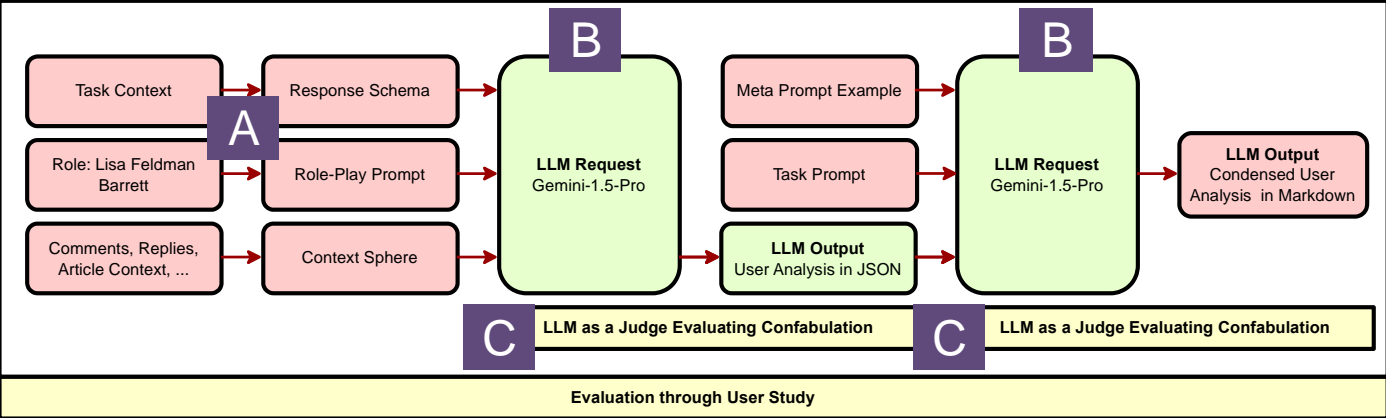 B
B
Task Context
Response Schema
Meta Prompt Example
A
LLM Request
Gemini-1.5-Pro
LLM Request
Gemini-1.5-Pro
Role: Lisa Feldman
Barrett
Role-Play Prompt
Task Prompt
LLM Output
Condensed User
Analysis in Markdown
Comments, Replies,
Article Context, ...
Context Sphere
LLM Output
User Analysis in JSON
C
LLM as a Judge Evaluating Confabulation
C
LLM as a Judge Evaluating Confabulation
Evaluation through User Study